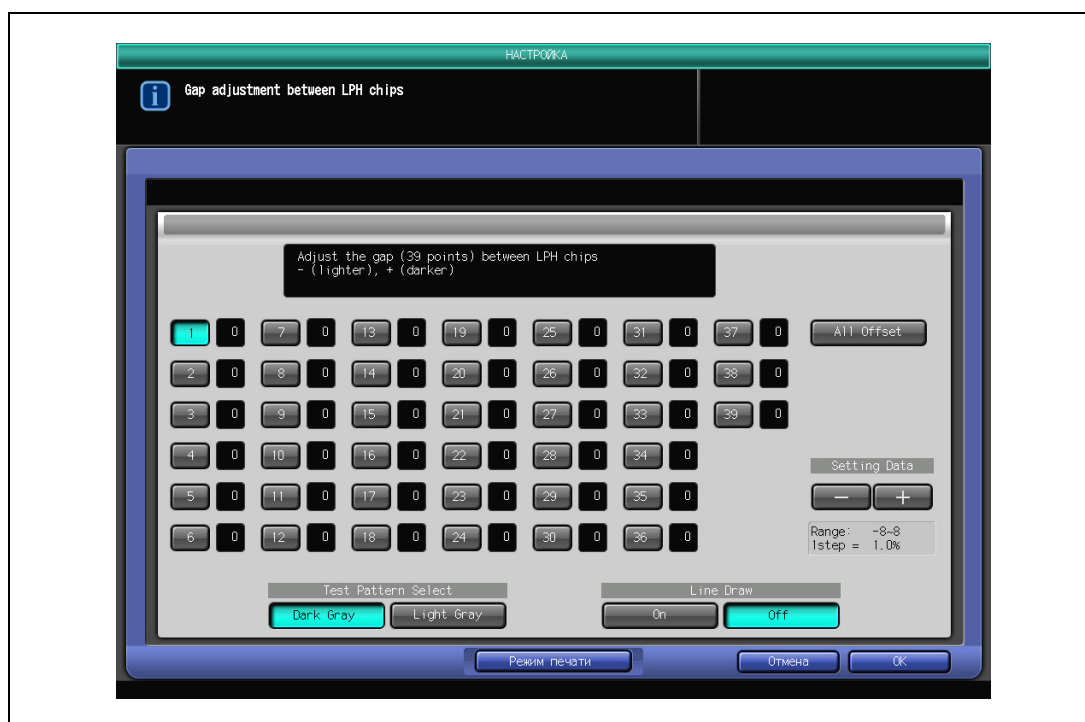 НАСТРОЙКА
Gap adjustment between LPH chips
Adjust the gap (39 points) between LPH chips
- (lighter), + (darker)
1 0 7 0 13 0 19 0 25 0 31 0 37 0 All Offset
2 0 8 0 14 0 20 0 26 0 32 0 38 0
3 0 9 0 15 0 21 0 27 0 33 0 39 0
4 0 10 0 16 0 22 0 28 0 34 0
Setting Data
5 0 11 0 17 0 23 0 29 0 35 0 - +
6 0 12 0 18 0 24 0 30 0 36 0
Range: -8~8
1step = 1.0%
Test Pattern Select Line Draw
Dark Gray Light Gray On Off
Режим печати Отмена OK